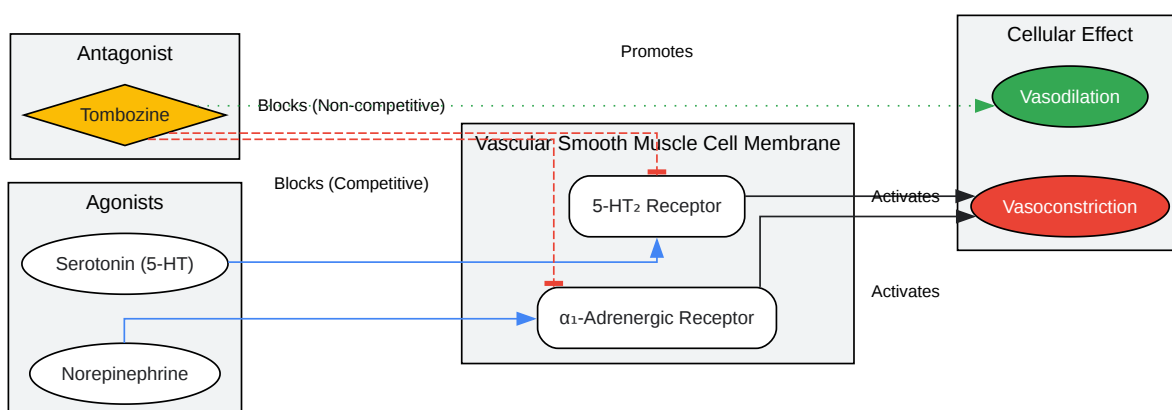 Antagonist
Tombozine
Promotes
Blocks (Non-competitive)
Blocks (Competitive)
Agonists
Serotonin (5-HT)
Norepinephrine
Vascular Smooth Muscle Cell Membrane
5-HT₂ Receptor
α₁-Adrenergic Receptor
Activates
Activates
Cellular Effect
Vasodilation
Vasoconstriction